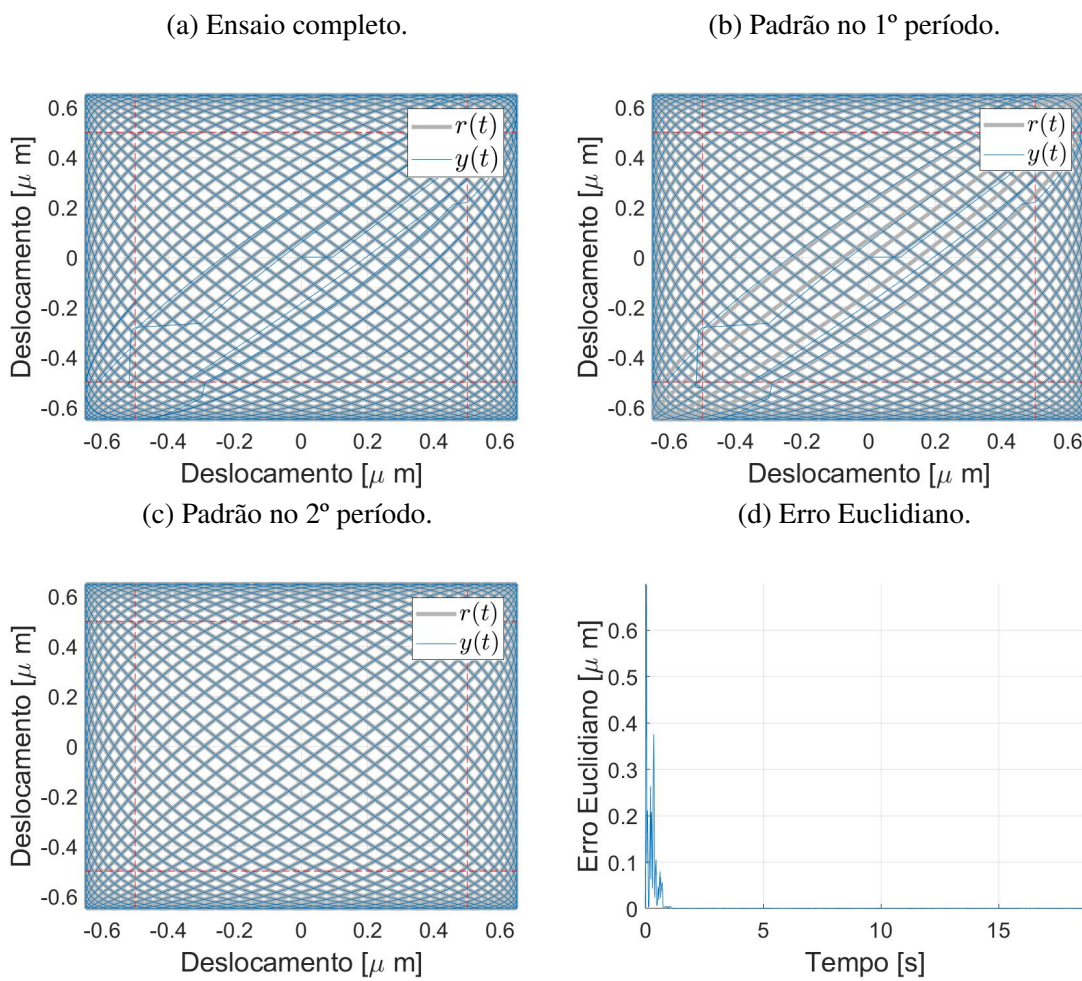 (a) Ensaio completo.
(b) Padrão no 1º período.
0.6
0.4
0.2
0
-0.2
-0.4
-0.6
Deslocamento [μ m]
r(t)
y(t)
-0.6 -0.4 -0.2 0 0.2 0.4 0.6
Deslocamento [μ m]
0.6
0.4
0.2
0
-0.2
-0.4
-0.6
Deslocamento [μ m]
r(t)
y(t)
-0.6 -0.4 -0.2 0 0.2 0.4 0.6
Deslocamento [μ m]
(c) Padrão no 2º período.
(d) Erro Euclidiano.
0.6
0.4
0.2
0
-0.2
-0.4
-0.6
Deslocamento [μ m]
r(t)
y(t)
-0.6 -0.4 -0.2 0 0.2 0.4 0.6
Deslocamento [μ m]
0.6
0.5
0.4
0.3
0.2
0.1
0
Erro Euclidiano [μ m]
0 5 10 15
Tempo [s]